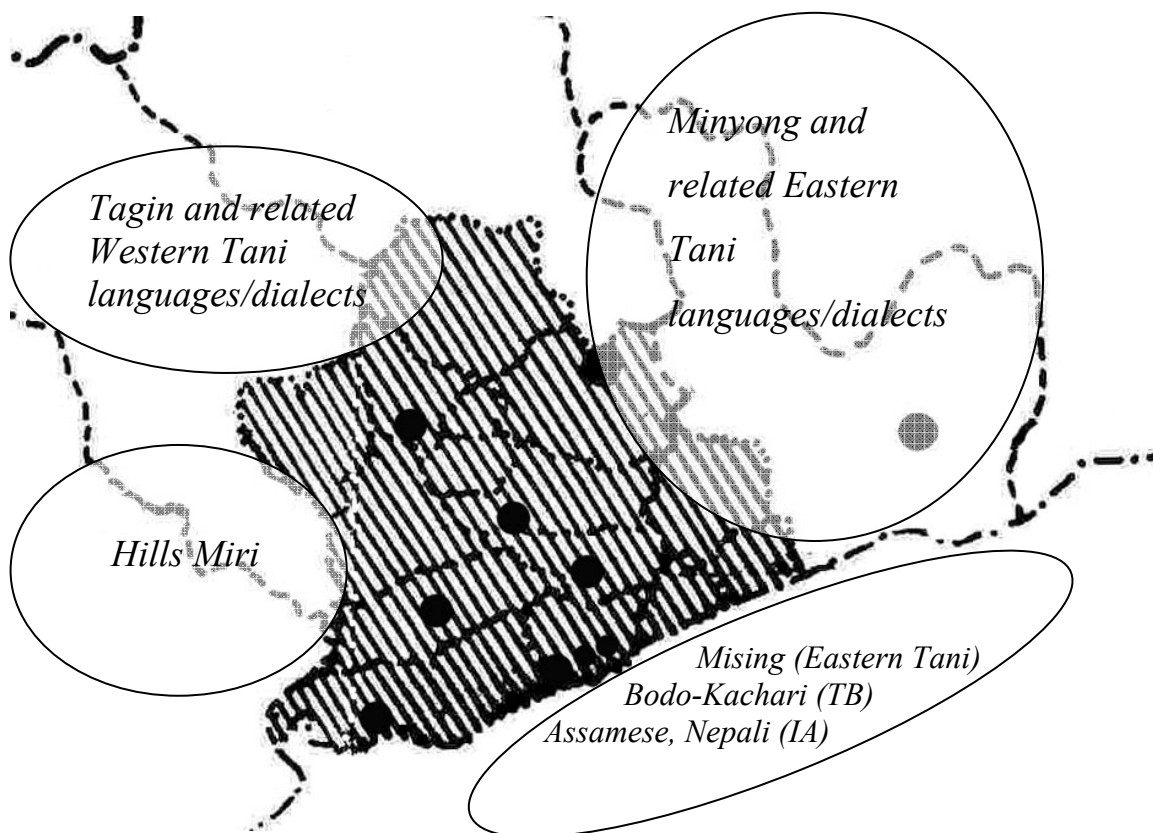 Minyong and
related Eastern
Tani
languages/dialects
Tagin and related
Western Tani
languages/dialects
Hills Miri
Mising (Eastern Tani)
Bodo-Kachari (TB)
Assamese, Nepali (IA)